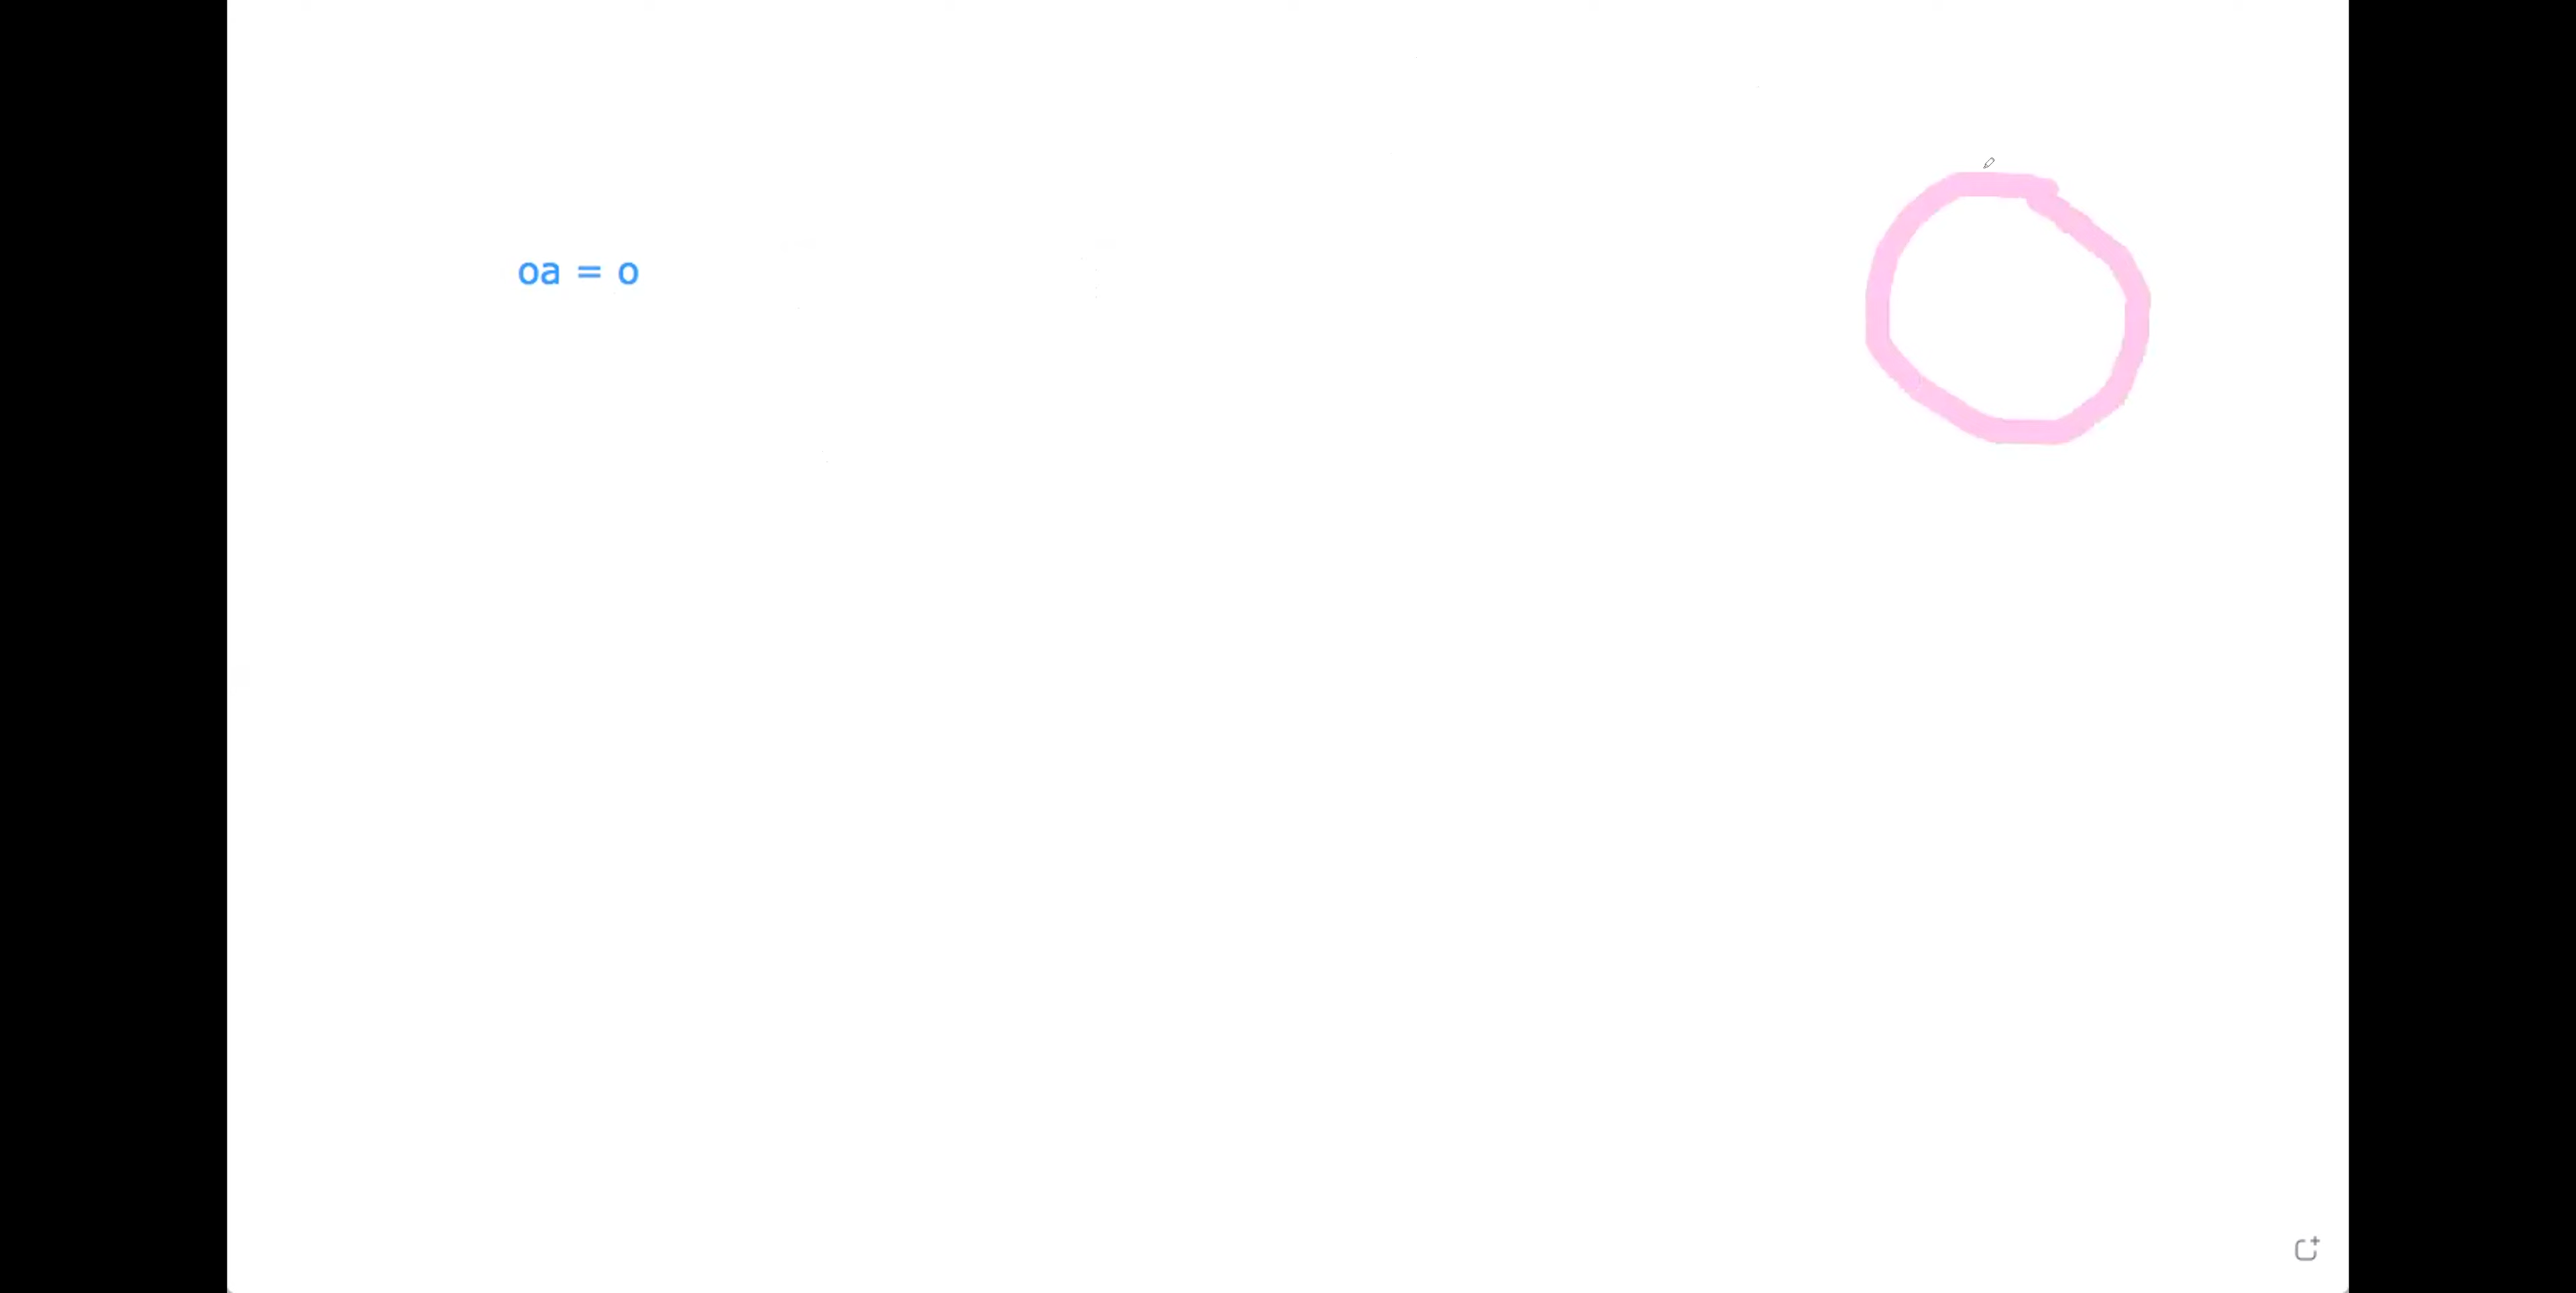 oa = o